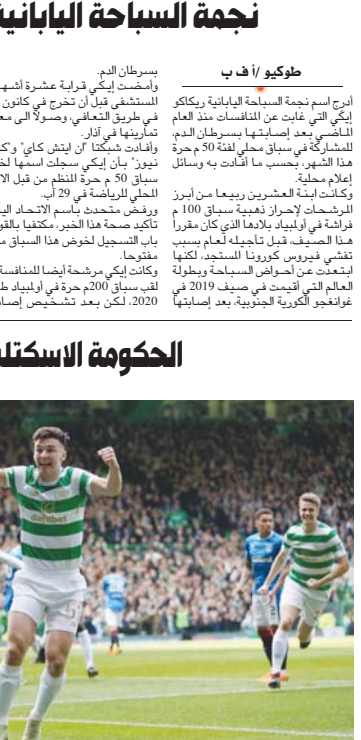 نجمة السباحة اليابانية
طوكيو /أ ف ب
أدرج اسم نجمة السباحة اليابانية ريكاكو
إيكي التي غابت عن المنافسات منذ العام
الماضي بعد إصابتها بسرطان الدم،
للمشاركة في سباق محلي لفئة 50 م حرة
هذا الشهر، بحسب ما أفادت به وسائل
إعلام محلية.
وكانت ابنة العشرين ربيعا من أبرز
المرشحات لإحراز ذهبية سباق 100 م
فراشة في أولمبياد بلادها الذي كان مقررا
هذا الصيف، قبل تأجيله لعام بسبب
تفشي فيروس كورونا المستجد، لكنها
ابتعدت عن أحواض السباحة وبطولة
العالم التي أقيمت في صيف 2019 في
غوانغجو الكورية الجنوبية، بعد إصابتها
بسرطان الدم.
وأمضت إيكي قرابة عشرة أشه
المستشفى قبل أن تخرج في كانون
في طريق التعافي، وصولا الى مع
تمارينها في آذار.
وأفادت شبكتا "ان ايتش كاي" و"ك
نيوز" بأن إيكي سجلت اسمها لخ
سباق 50 م حرة المنظم من قبل الا
المحلي للرياضة في 29 آب.
ورفض متحدث باسم الاتحاد الي
تأكيد صحة هذا الخبر، مكتفيا بالقو
باب التسجيل لخوض هذا السباق م
مفتوحا.
وكانت إيكي مرشحة أيضا للمنافسة
لقب سباق 200م حرة في أولمبياد ط
2020، لكن بعد تشخيص إصاب
الحكومة الاسكتل
dafabet